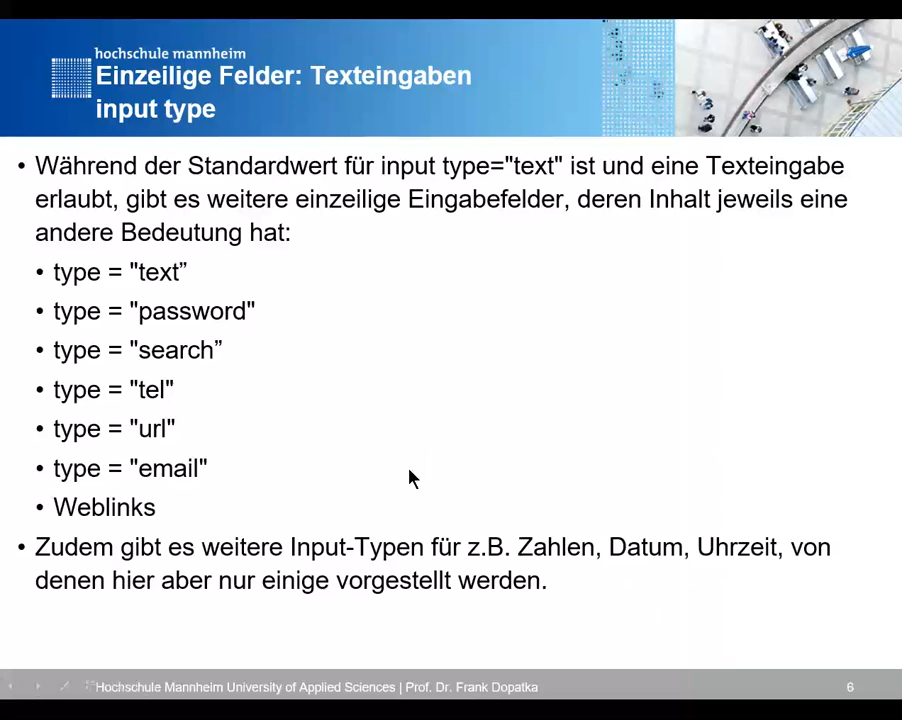 hochschule mannheim
Einzeilige Felder: Texteingaben
input type
• Während der Standardwert für input type="text" ist und eine Texteingabe
erlaubt, gibt es weitere einzeilige Eingabefelder, deren Inhalt jeweils eine
andere Bedeutung hat:
• type = "text”
• type = "password"
• type = "search”
• type = "tel"
• type = "url"
• type = "email"
• Weblinks
• Zudem gibt es weitere Input-Typen für z.B. Zahlen, Datum, Uhrzeit, von
denen hier aber nur einige vorgestellt werden.
Hochschule Mannheim University of Applied Sciences | Prof. Dr. Frank Dopatka
6